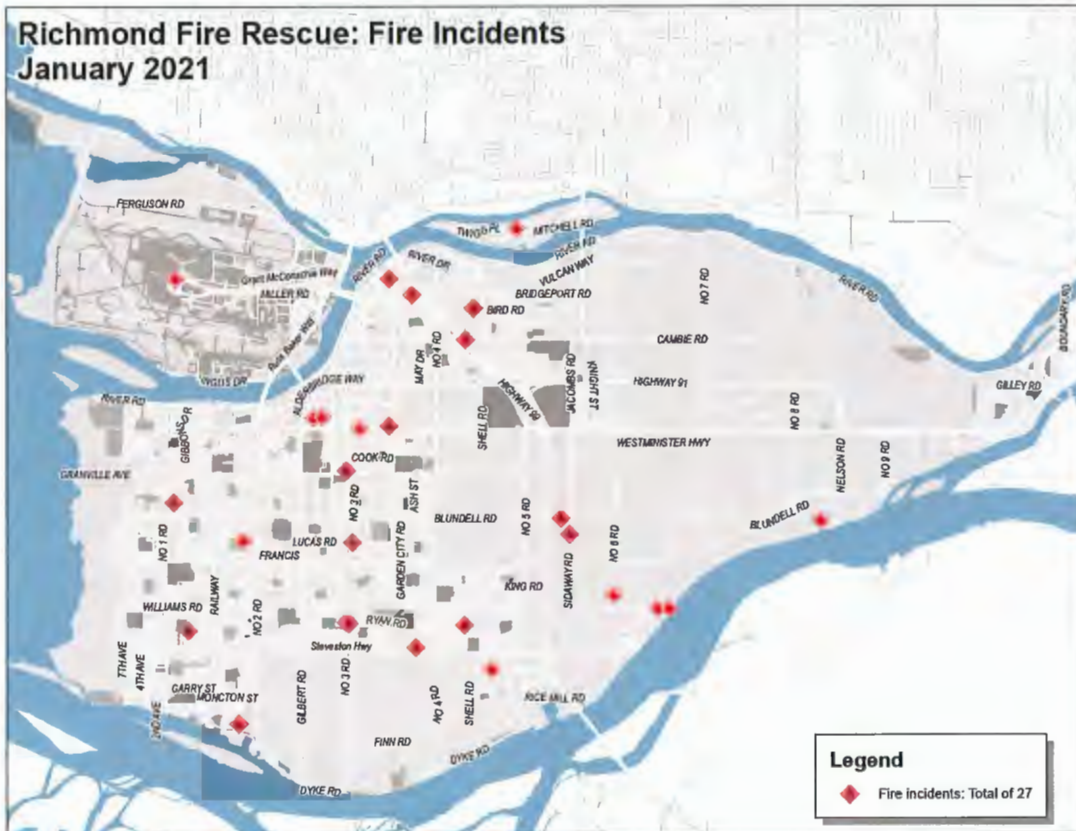 Richmond Fire Rescue: Fire Incidents
January 2021
FERGUSON RD
TWIGG PL
MITCHELL RD
RIVER RD
RIVER DR
RIVER RD
VULCAN WAY
Grant McConachie Way
MILLER RD
BRIDGEPORT RD
NO 7 RD
RIVER RD
BOUNDARY RD
BIRD RD
Russ Baker Way
MAY DR
NO 4 RD
CAMBIE RD
INGLIS DR
ALDERBRIDGE WAY
HIGHWAY 99
JACOMBS RD
KNIGHT ST
HIGHWAY 91
GILLEY RD
RIVER RD
GIBBONS DR
SHELL RD
NO 8 RD
WESTMINSTER HWY
NELSON RD
NO 9 RD
COOK RD
GRANVILLE AVE
NO 3 RD
ASH ST
BLUNDELL RD
NO 5 RD
BLUNDELL RD
NO 1 RD
LUCAS RD
FRANCIS
GARDEN CITY RD
NO 6 RD
SIDAWAY RD
KING RD
RAILWAY
WILLIAMS RD
NO 2 RD
RYAN RD
Steveston Hwy
7TH AVE
4TH AVE
GARRY ST
MONCTON ST
GILBERT RD
NO 3 RD
NO 4 RD
SHELL RD
RICE MILL RD
2ND AVE
FINN RD
DYKE RD
DYKE RD
Legend
Fire incidents: Total of 27